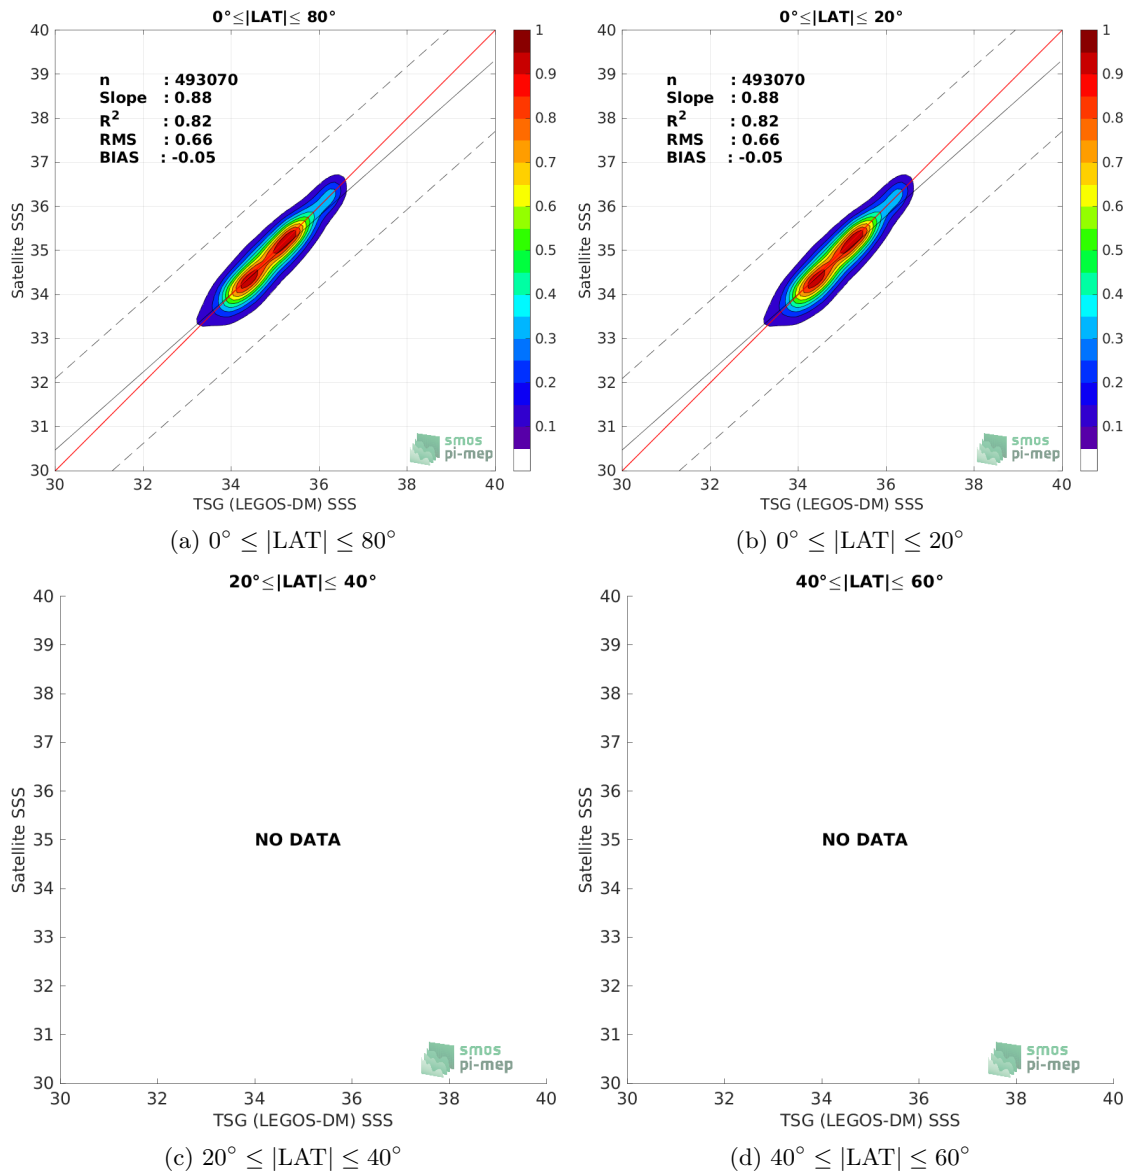 0°≤|LAT|≤ 80°
40
39
38
37
36
35
34
33
32
31
30
Satellite SSS
n : 493070
Slope : 0.88
R² : 0.82
RMS : 0.66
BIAS : -0.05
smos
pi-mep
30 32 34 36 38 40
TSG (LEGOS-DM) SSS
1
0.9
0.8
0.7
0.6
0.5
0.4
0.3
0.2
0.1
(a) 0° ≤ |LAT| ≤ 80°
0°≤|LAT|≤ 20°
40
39
38
37
36
35
34
33
32
31
30
Satellite SSS
n : 493070
Slope : 0.88
R² : 0.82
RMS : 0.66
BIAS : -0.05
smos
pi-mep
30 32 34 36 38 40
TSG (LEGOS-DM) SSS
1
0.9
0.8
0.7
0.6
0.5
0.4
0.3
0.2
0.1
(b) 0° ≤ |LAT| ≤ 20°
20°≤|LAT|≤ 40°
40
39
38
37
36
35
34
33
32
31
30
Satellite SSS
NO DATA
smos
pi-mep
30 32 34 36 38 40
TSG (LEGOS-DM) SSS
(c) 20° ≤ |LAT| ≤ 40°
40°≤|LAT|≤ 60°
40
39
38
37
36
35
34
33
32
31
30
Satellite SSS
NO DATA
smos
pi-mep
30 32 34 36 38 40
TSG (LEGOS-DM) SSS
(d) 40° ≤ |LAT| ≤ 60°